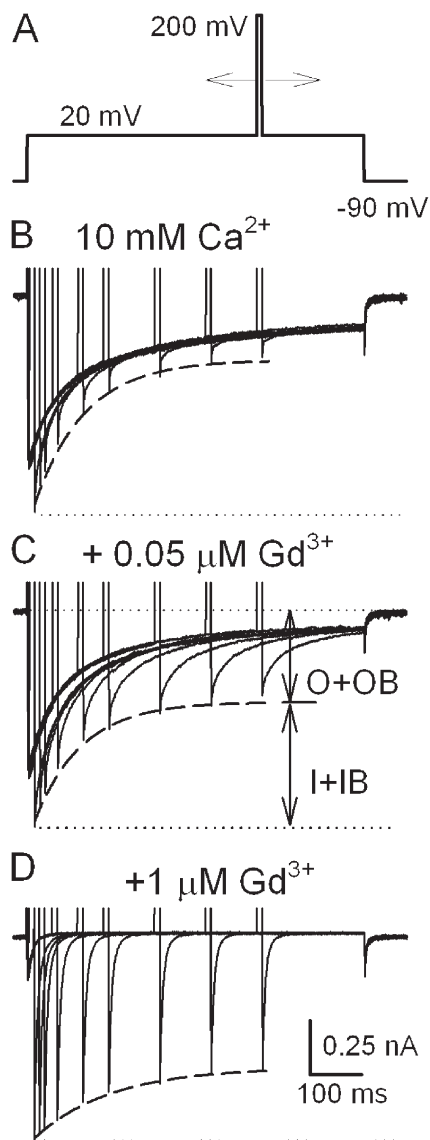 A
200 mV
20 mV
-90 mV
B
10 mM Ca²⁺
C
+ 0.05 μM Gd³⁺
O+OB
I+IB
D
+1 μM Gd³⁺
0.25 nA
100 ms